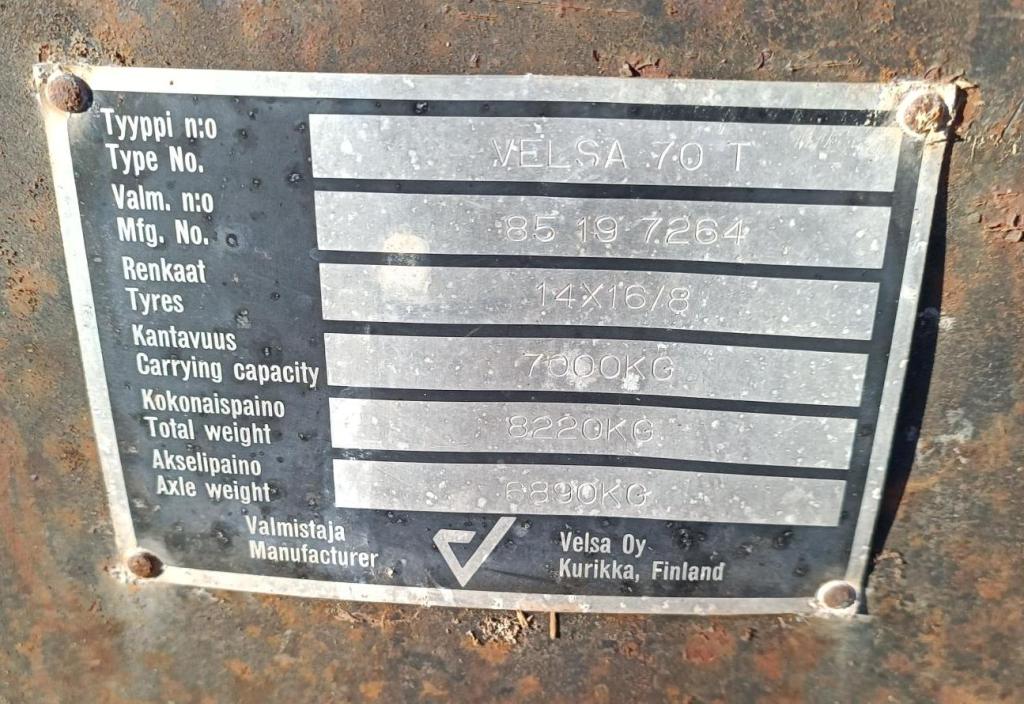 Tyyppi n:o
Type No.
VELSA 70 T
Valm. n:o
Mfg. No.
85 19 7264
Renkaat
Tyres
14X16/8
Kantavuus
Carrying capacity
7000KG
Kokonaispaino
Total weight
8220KG
Akselipaino
Axle weight
6890KG
Valmistaja
Manufacturer
Velsa Oy
Kurikka, Finland